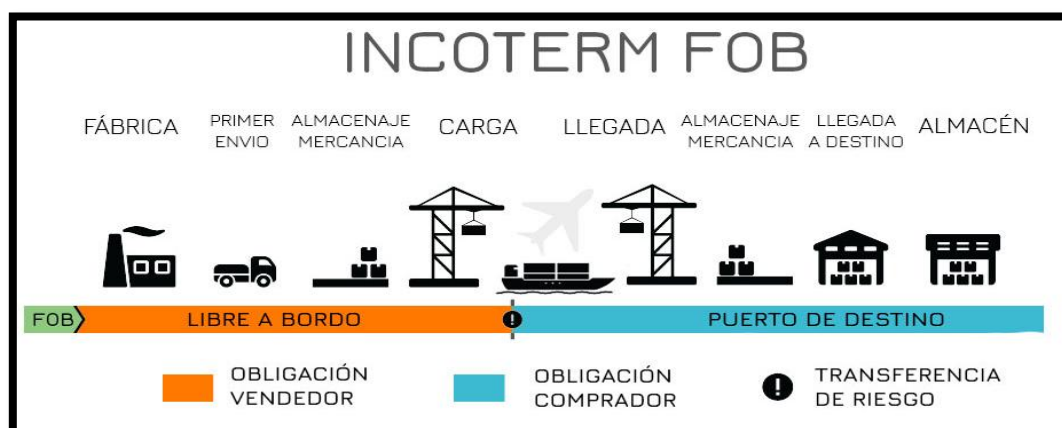 INCOTERM FOB
FÁBRICA
PRIMER
ENVIO
ALMACENAJE
MERCANCIA
CARGA
LLEGADA
ALMACENAJE
MERCANCIA
LLEGADA
A DESTINO
ALMACÉN
FOB
LIBRE A BORDO
!
PUERTO DE DESTINO
OBLIGACIÓN
VENDEDOR
OBLIGACIÓN
COMPRADOR
!
TRANSFERENCIA
DE RIESGO